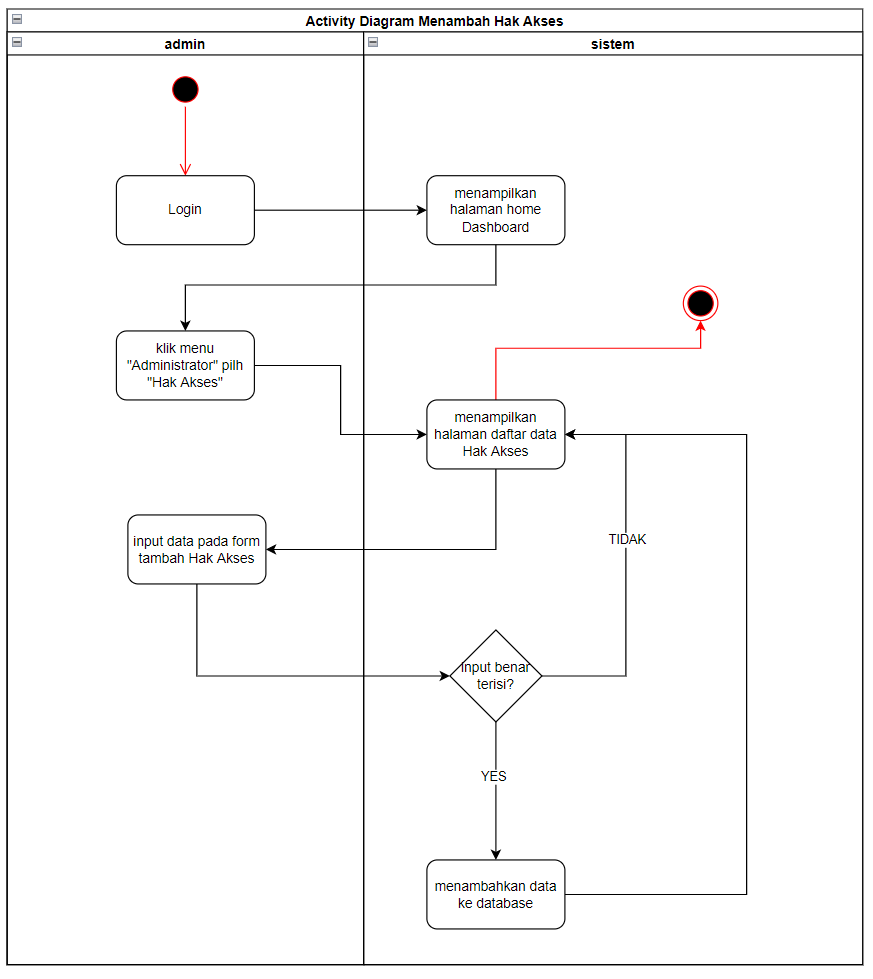 Activity Diagram Menambah Hak Akses
admin
sistem
Login
menampilkan
halaman home
Dashboard
klik menu
"Administrator" pilh
"Hak Akses"
menampilkan
halaman daftar data
Hak Akses
input data pada form
tambah Hak Akses
TIDAK
input benar
terisi?
YES
menambahkan data
ke database